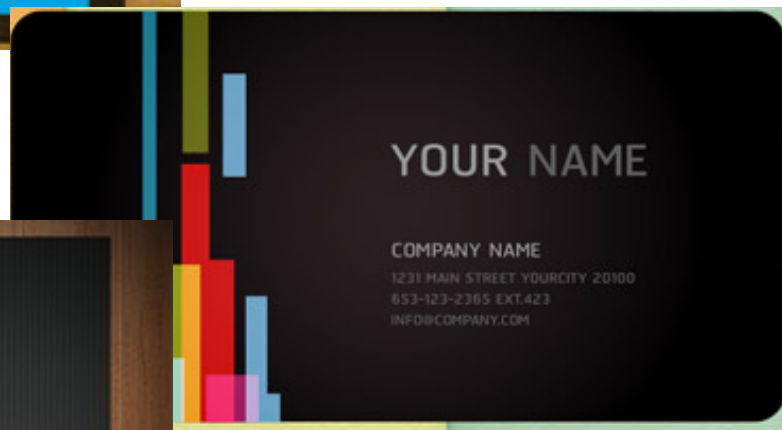 YOUR NAME
COMPANY NAME
1231 MAIN STREET YOURCITY 20100
653-123-2365 EXT.423
INFO@COMPANY.COM